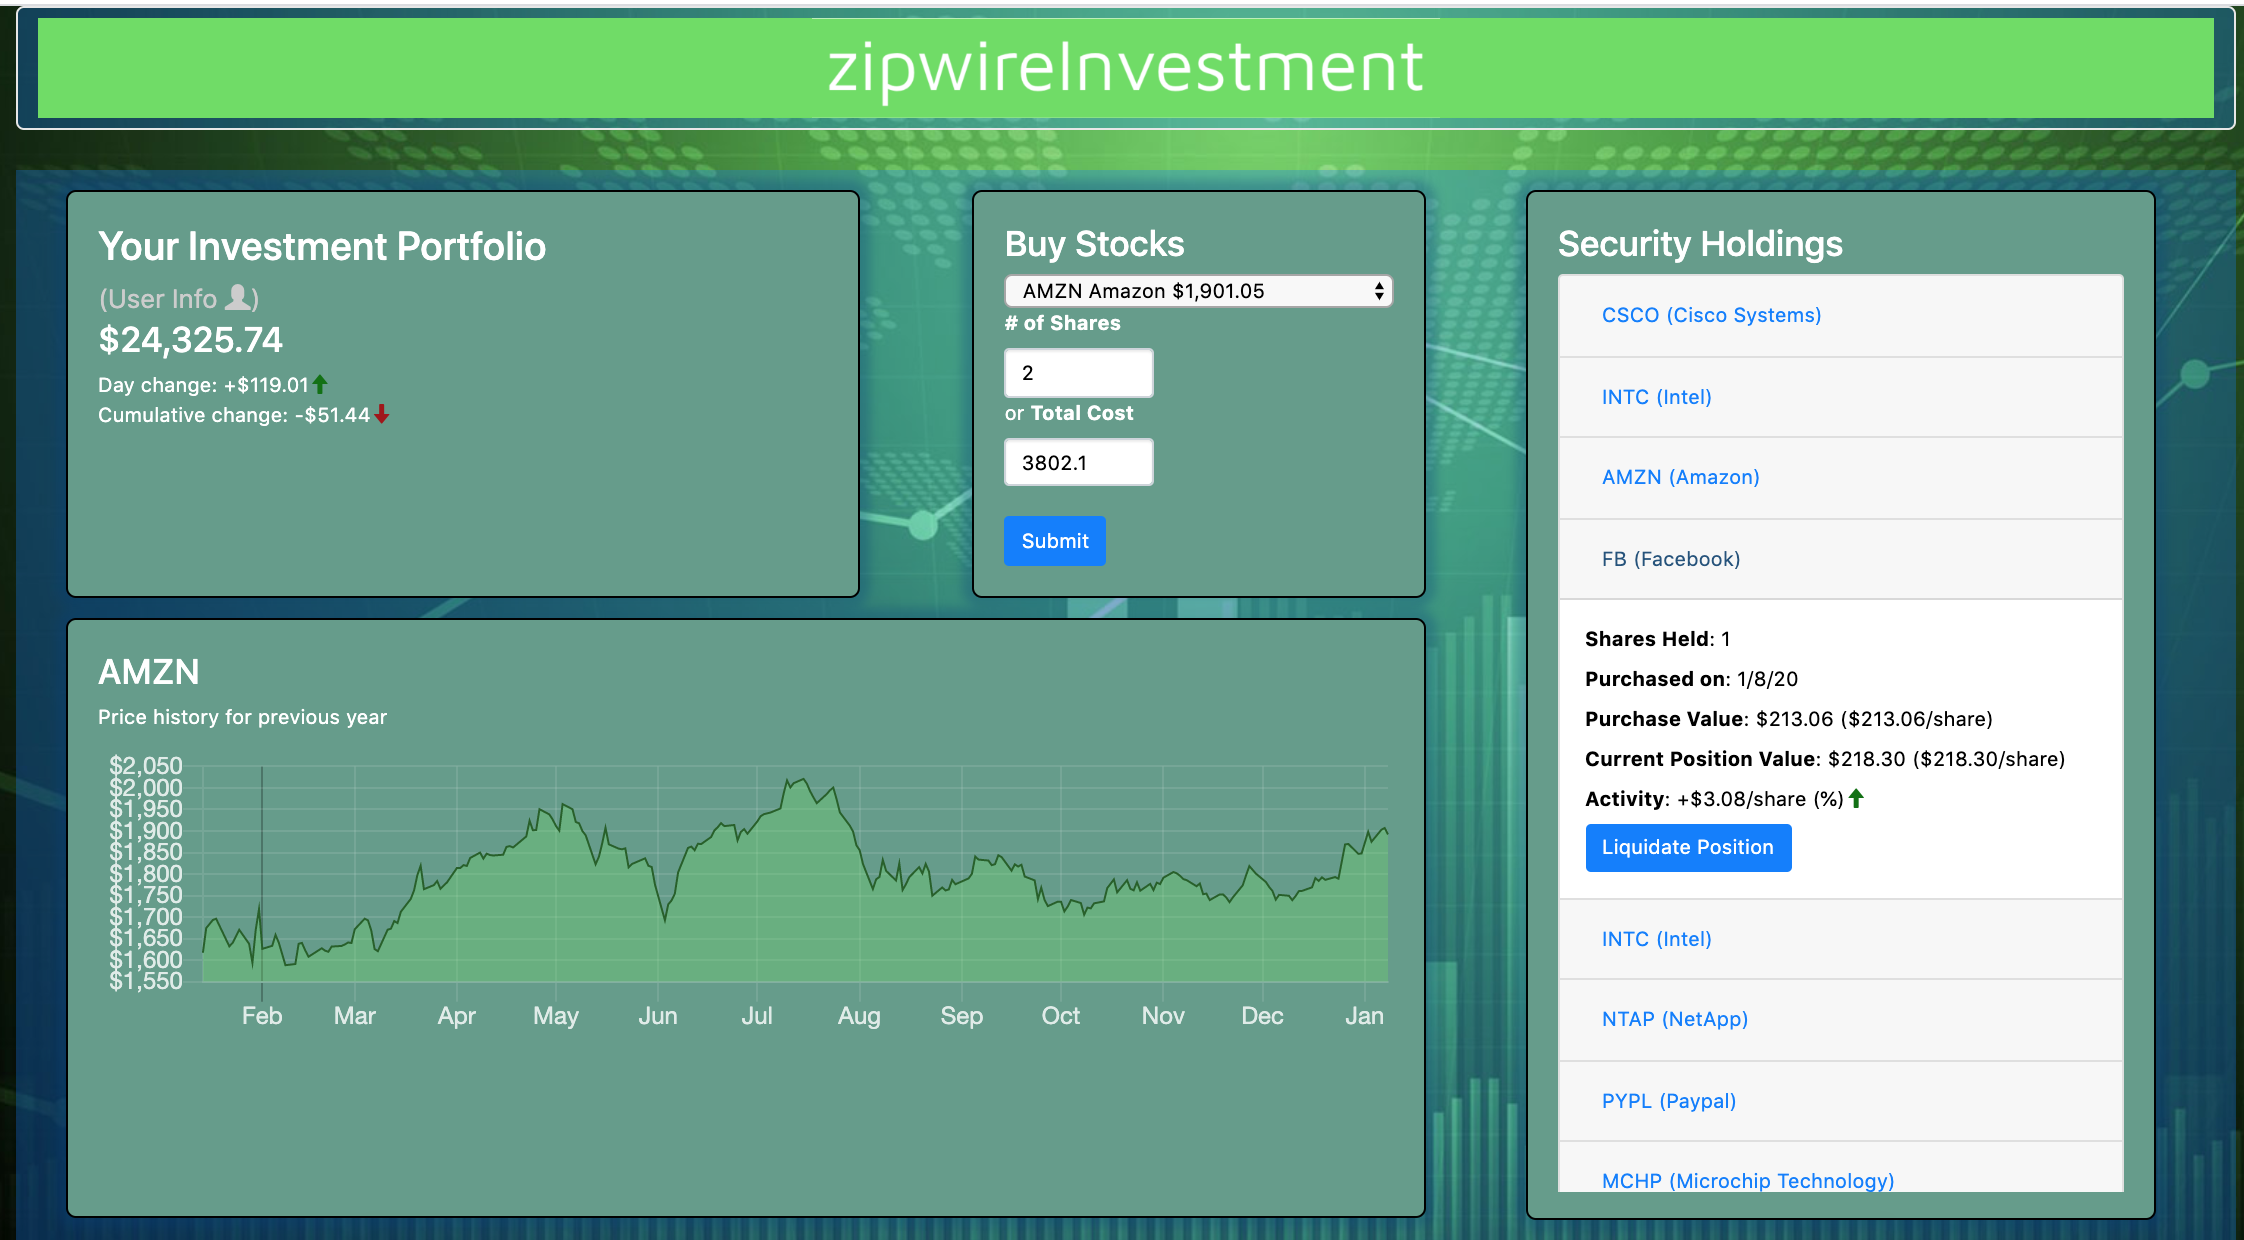 zipwireInvestment
Your Investment Portfolio
(User Info )
$24,325.74
Day change: +$119.01
Cumulative change: -$51.44
Buy Stocks
AMZN Amazon $1,901.05
# of Shares
2
or Total Cost
3802.1
Submit
AMZN
Price history for previous year
$2,050
$2,000
$1,950
$1,900
$1,850
$1,800
$1,750
$1,700
$1,650
$1,600
$1,550
Feb Mar Apr May Jun Jul Aug Sep Oct Nov Dec Jan
Security Holdings
CSCO (Cisco Systems)
INTC (Intel)
AMZN (Amazon)
FB (Facebook)
Shares Held: 1
Purchased on: 1/8/20
Purchase Value: $213.06 ($213.06/share)
Current Position Value: $218.30 ($218.30/share)
Activity: +$3.08/share (%)
Liquidate Position
INTC (Intel)
NTAP (NetApp)
PYPL (Paypal)
MCHP (Microchip Technology)